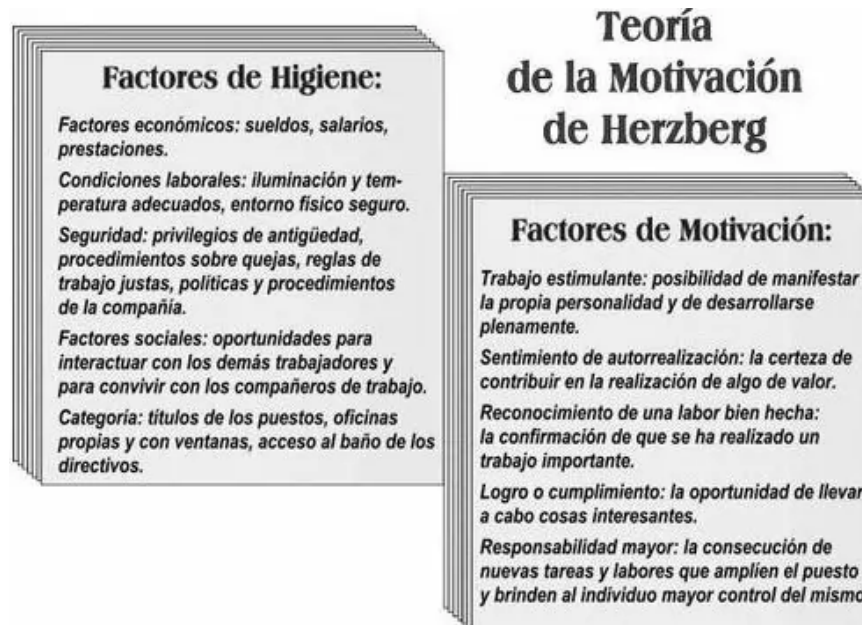 Teoría
de la Motivación
de Herzberg
Factores de Higiene:
Factores económicos: sueldos, salarios,
prestaciones.
Condiciones laborales: iluminación y tem-
peratura adecuados, entorno físico seguro.
Seguridad: privilegios de antigüedad,
procedimientos sobre quejas, reglas de
trabajo justas, políticas y procedimientos
de la compañía.
Factores sociales: oportunidades para
interactuar con los demás trabajadores y
para convivir con los compañeros de trabajo.
Categoría: títulos de los puestos, oficinas
propias y con ventanas, acceso al baño de los
directivos.
Factores de Motivación:
Trabajo estimulante: posibilidad de manifestar
la propia personalidad y de desarrollarse
plenamente.
Sentimiento de autorrealización: la certeza de
contribuir en la realización de algo de valor.
Reconocimiento de una labor bien hecha:
la confirmación de que se ha realizado un
trabajo importante.
Logro o cumplimiento: la oportunidad de llevar
a cabo cosas interesantes.
Responsabilidad mayor: la consecución de
nuevas tareas y labores que amplíen el puesto
y brinden al individuo mayor control del mismo